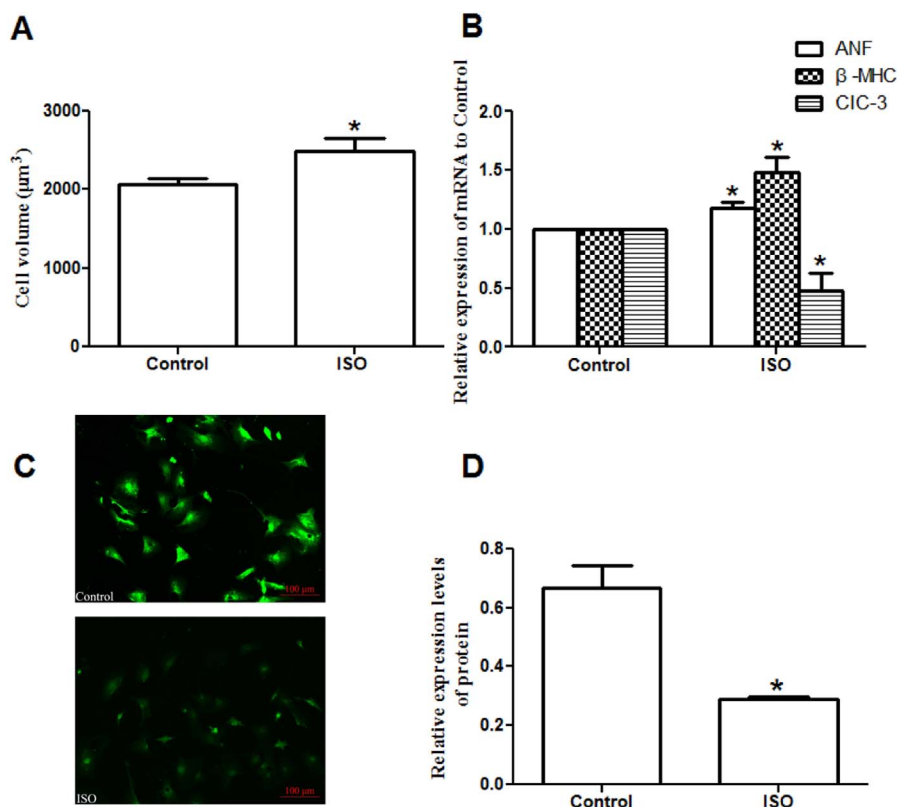 A
Cell volume (µm³)
3000
2000
1000
0
*
Control
ISO
B
ANF
β-MHC
ClC-3
Relative expression of mRNA to Control
2.0
1.5
1.0
0.5
0.0
*
*
*
Control
ISO
C
Control
100 µm
ISO
100 µm
D
Relative expression levels
of protein
0.8
0.6
0.4
0.2
0.0
*
Control
ISO